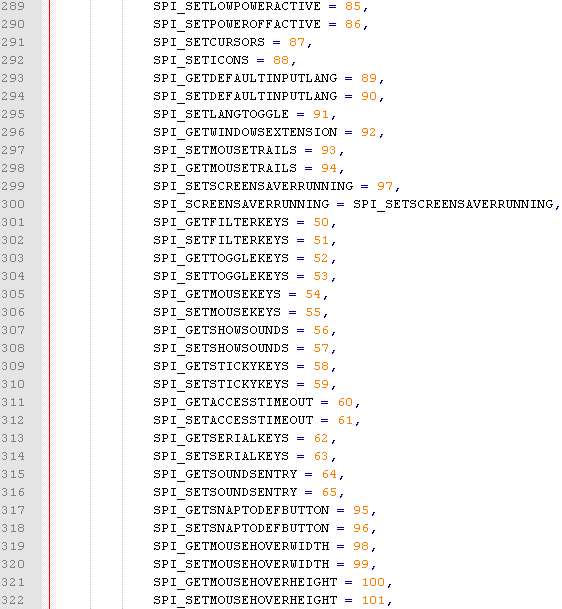 289 SPI_SETLOWPOWERACTIVE = 85,
290 SPI_SETPOWEROFFACTIVE = 86,
291 SPI_SETCURSORS = 87,
292 SPI_SETICONS = 88,
293 SPI_GETDEFAULTINPUTLANG = 89,
294 SPI_SETDEFAULTINPUTLANG = 90,
295 SPI_SETLANGTOGGLE = 91,
296 SPI_GETWINDOWSEXTENSION = 92,
297 SPI_SETMOUSETRAILS = 93,
298 SPI_GETMOUSETRAILS = 94,
299 SPI_SETSCREENSAVERRUNNING = 97,
300 SPI_SCREENSAVERRUNNING = SPI_SETSCREENSAVERRUNNING,
301 SPI_GETFILTERKEYS = 50,
302 SPI_SETFILTERKEYS = 51,
303 SPI_GETTOGGLEKEYS = 52,
304 SPI_SETTOGGLEKEYS = 53,
305 SPI_GETMOUSEKEYS = 54,
306 SPI_SETMOUSEKEYS = 55,
307 SPI_GETSHOWSOUNDS = 56,
308 SPI_SETSHOWSOUNDS = 57,
309 SPI_GETSTICKYKEYS = 58,
310 SPI_SETSTICKYKEYS = 59,
311 SPI_GETACCESSTIMEOUT = 60,
312 SPI_SETACCESSTIMEOUT = 61,
313 SPI_GETSERIALKEYS = 62,
314 SPI_SETSERIALKEYS = 63,
315 SPI_GETSOUNDSENTRY = 64,
316 SPI_SETSOUNDSENTRY = 65,
317 SPI_GETSNAPTODEFBUTTON = 95,
318 SPI_SETSNAPTODEFBUTTON = 96,
319 SPI_GETMOUSEHOVERWIDTH = 98,
320 SPI_SETMOUSEHOVERWIDTH = 99,
321 SPI_GETMOUSEHOVERHEIGHT = 100,
322 SPI_SETMOUSEHOVERHEIGHT = 101,